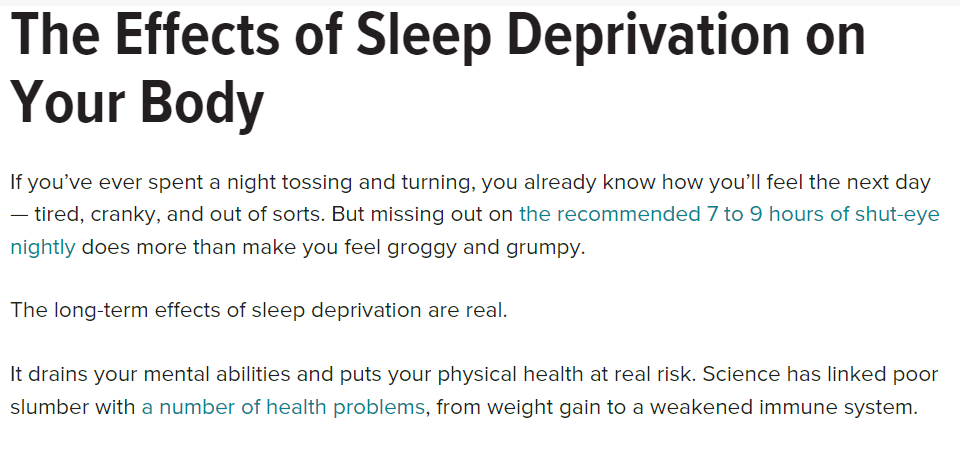 The Effects of Sleep Deprivation on
Your Body
If you’ve ever spent a night tossing and turning, you already know how you’ll feel the next day
— tired, cranky, and out of sorts. But missing out on the recommended 7 to 9 hours of shut-eye
nightly does more than make you feel groggy and grumpy.
The long-term effects of sleep deprivation are real.
It drains your mental abilities and puts your physical health at real risk. Science has linked poor
slumber with a number of health problems, from weight gain to a weakened immune system.